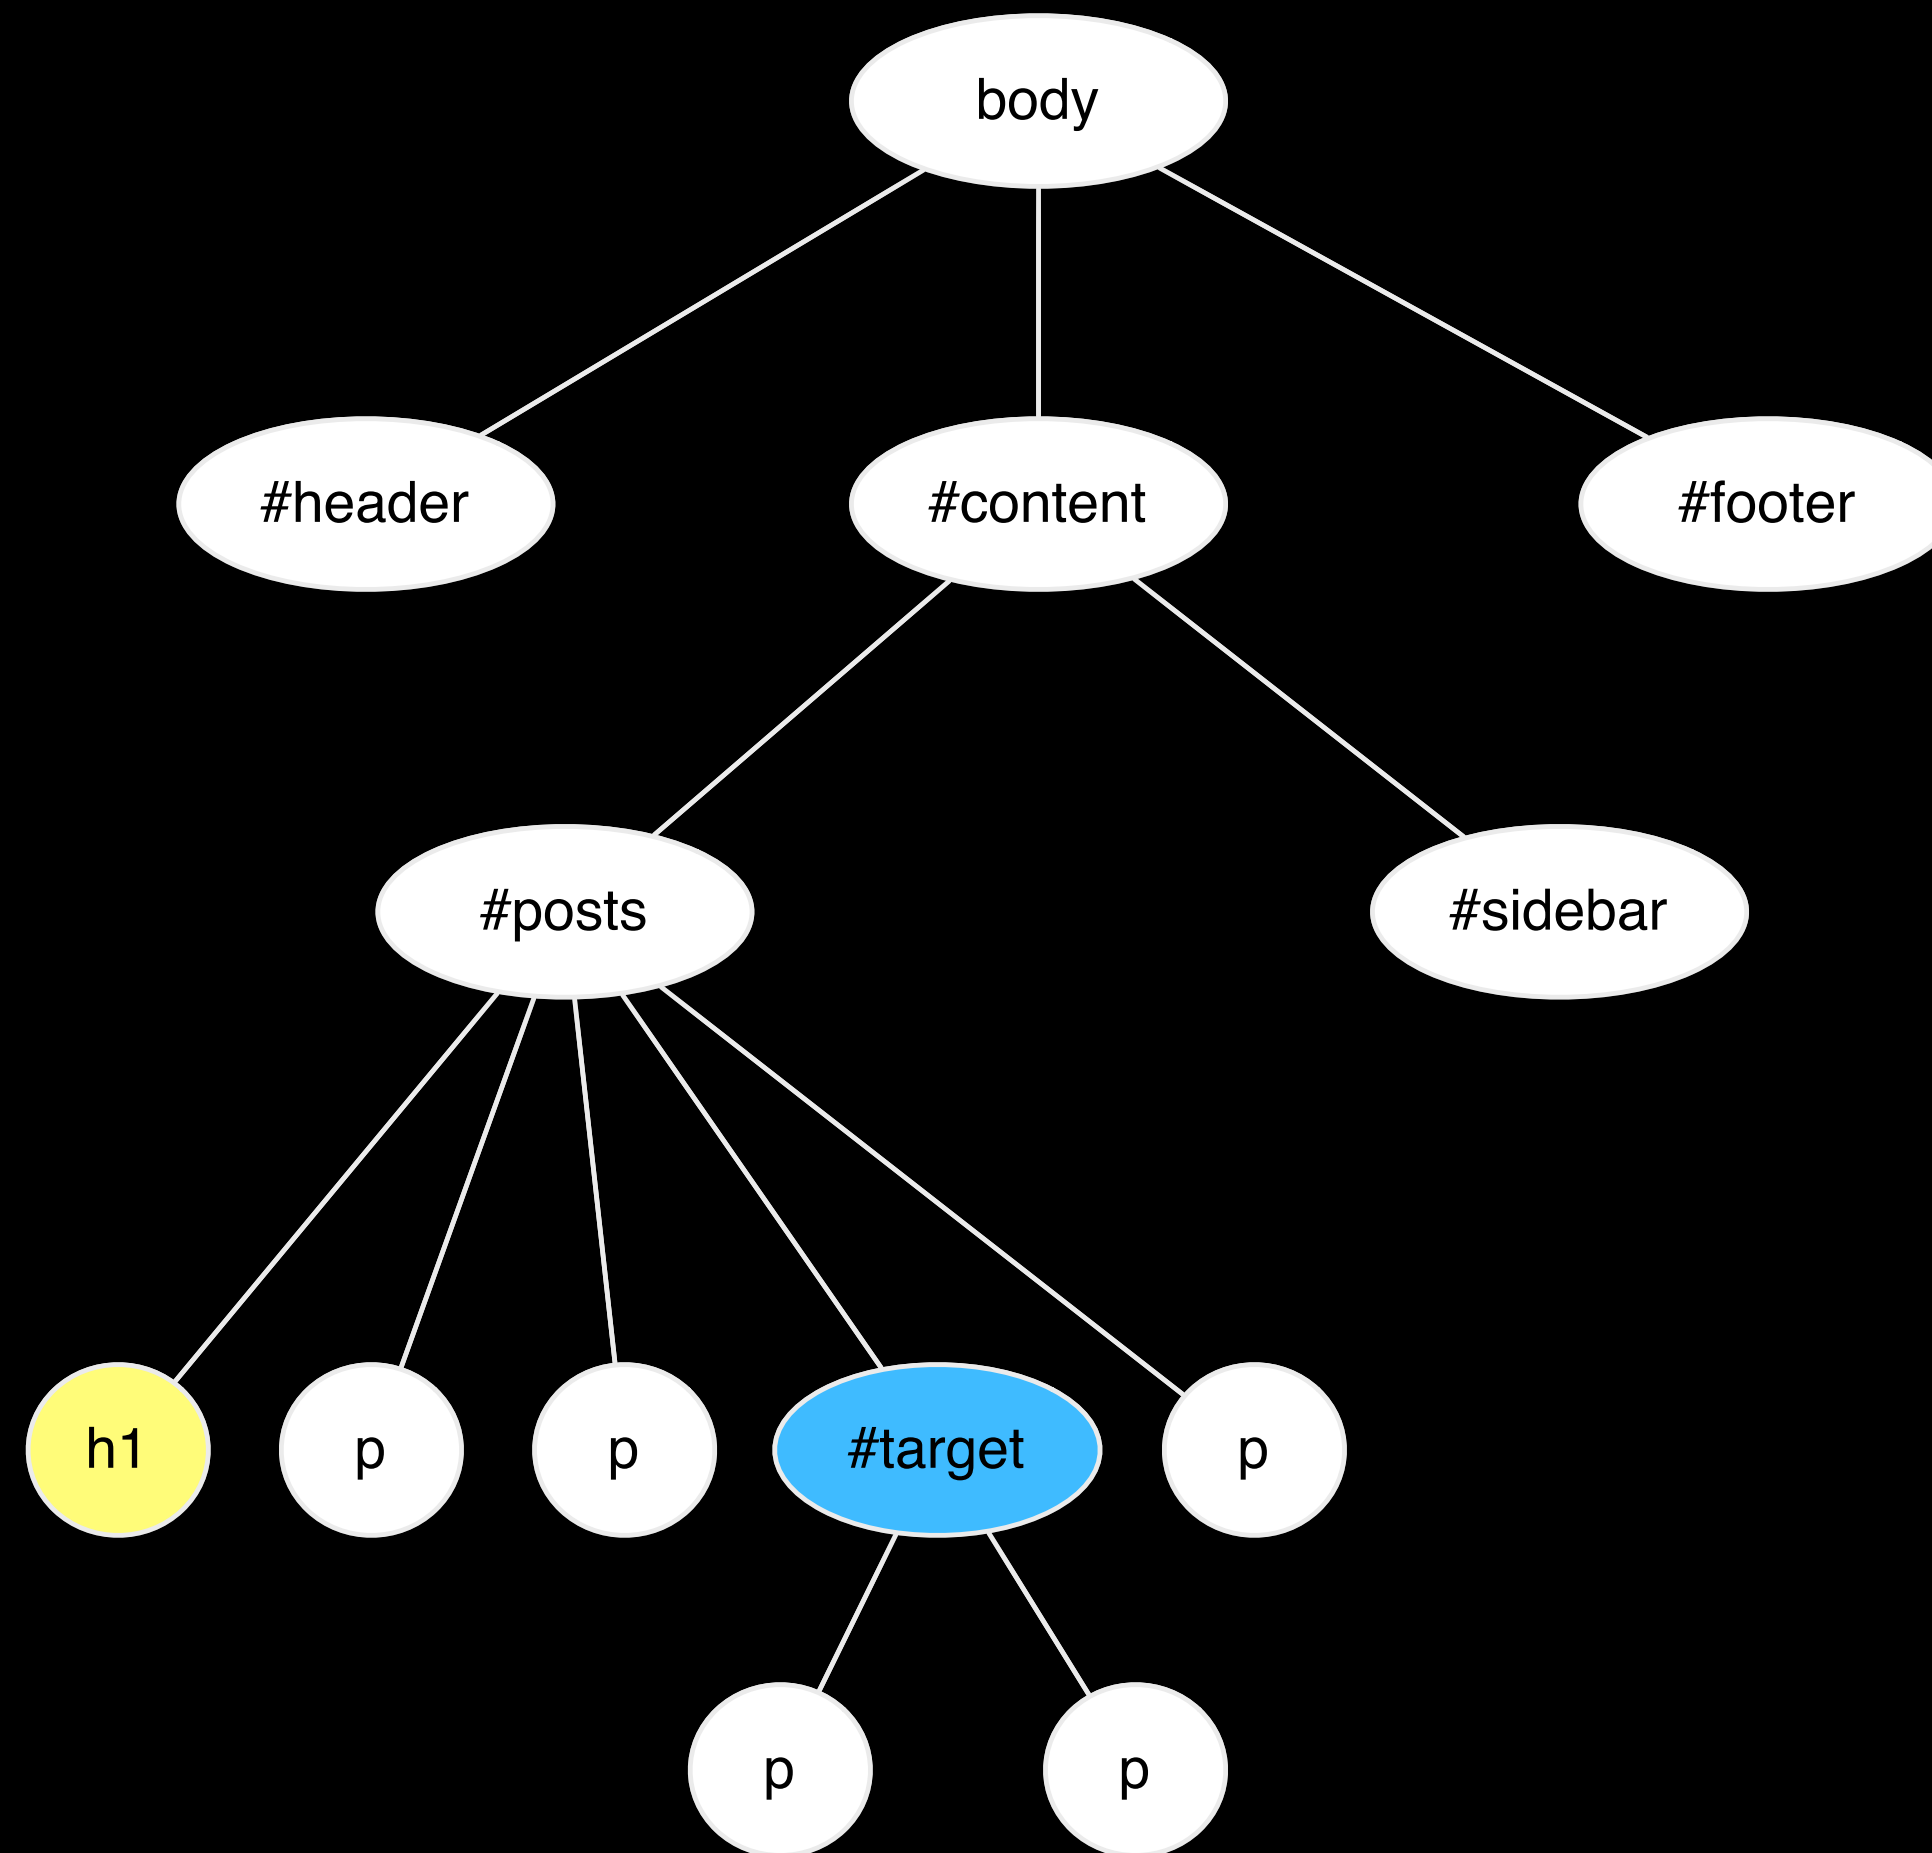 body
#header
#content
#footer
#posts
#sidebar
h1
p
p
#target
p
p
p